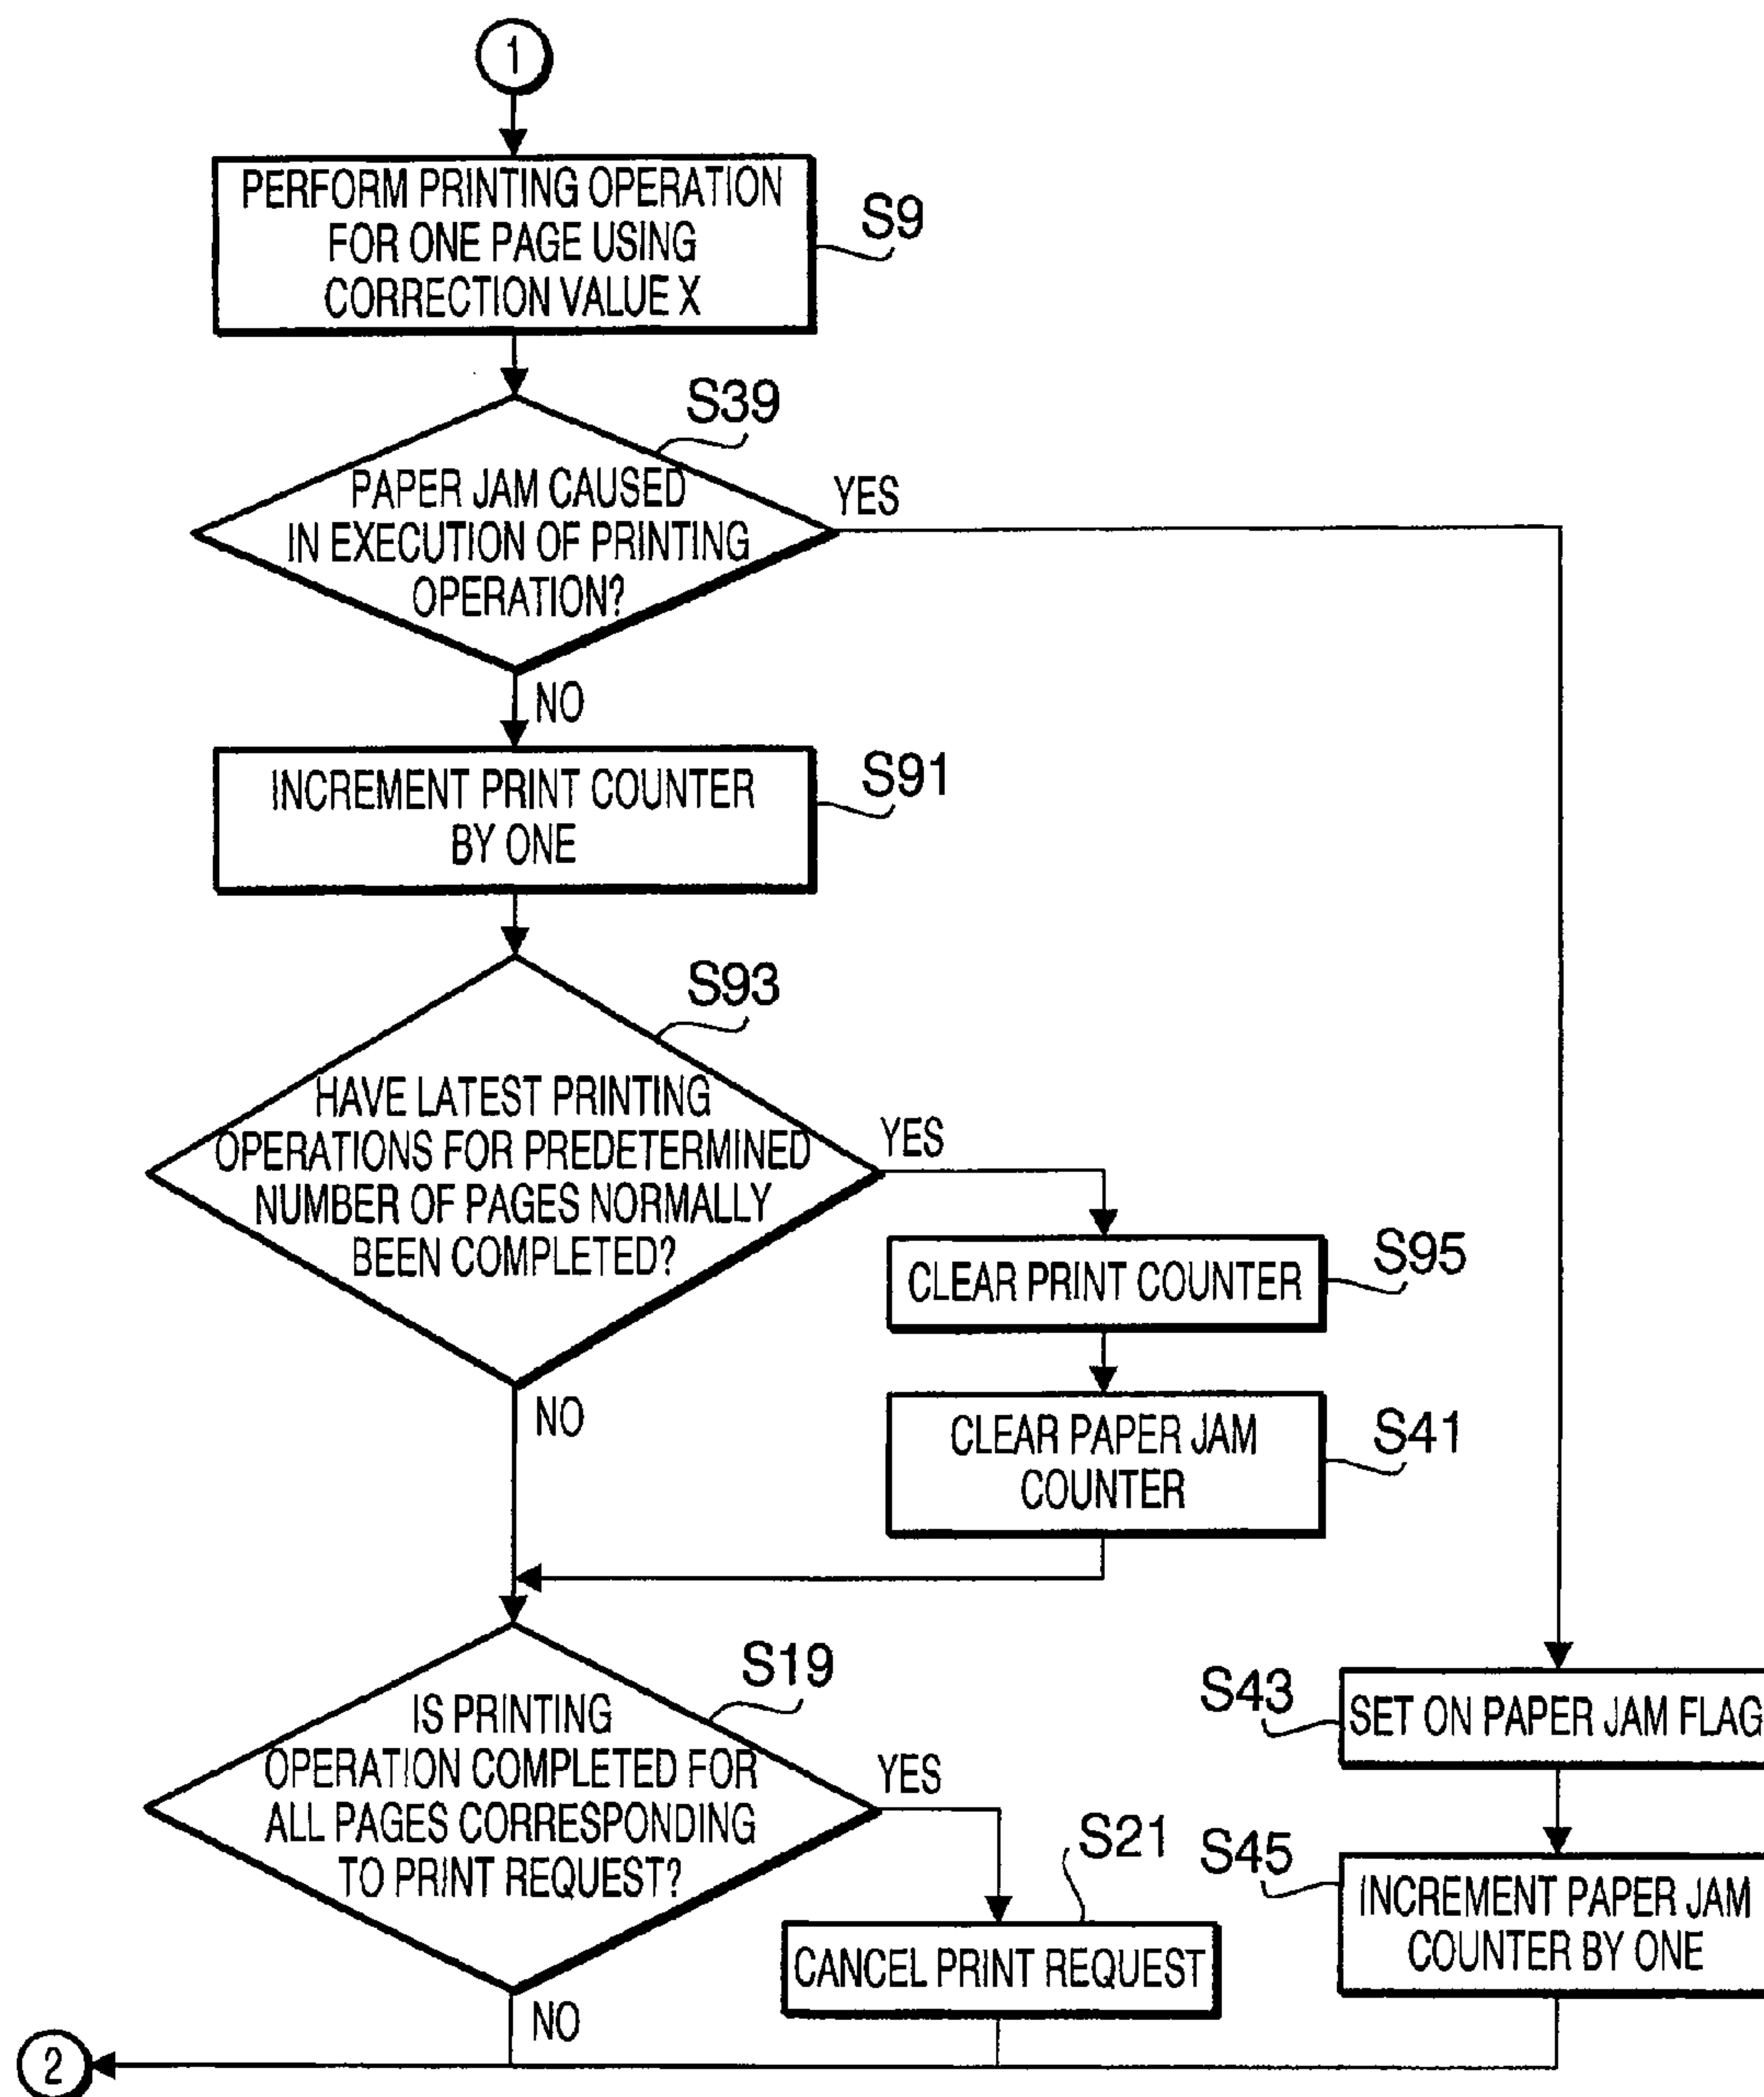 1
PERFORM PRINTING OPERATION
FOR ONE PAGE USING
CORRECTION VALUE X
S9
S39
PAPER JAM CAUSED
IN EXECUTION OF PRINTING
OPERATION?
YES
NO
INCREMENT PRINT COUNTER
BY ONE
S91
S93
HAVE LATEST PRINTING
OPERATIONS FOR PREDETERMINED
NUMBER OF PAGES NORMALLY
BEEN COMPLETED?
YES
NO
CLEAR PRINT COUNTER
S95
CLEAR PAPER JAM
COUNTER
S41
S19
IS PRINTING
OPERATION COMPLETED FOR
ALL PAGES CORRESPONDING
TO PRINT REQUEST?
YES
NO
S21
CANCEL PRINT REQUEST
S43
SET ON PAPER JAM FLAG
S45
INCREMENT PAPER JAM
COUNTER BY ONE
2